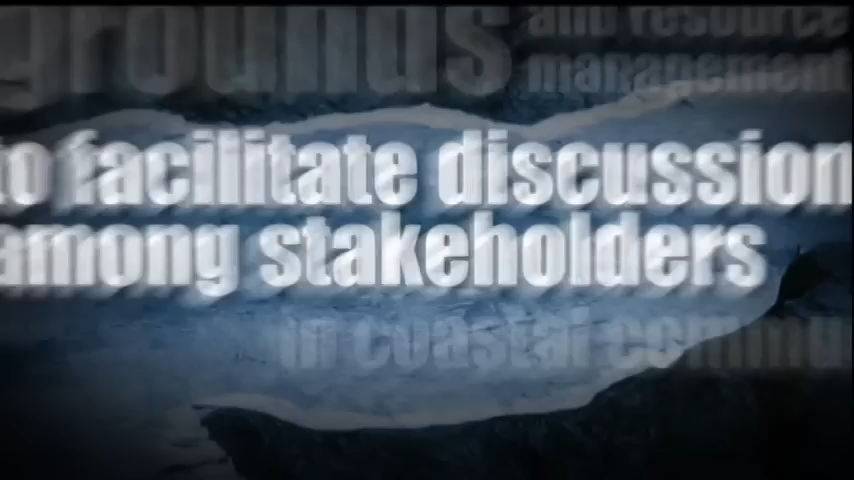 grounds
and resource
management
to facilitate discussion
among stakeholders
in coastal